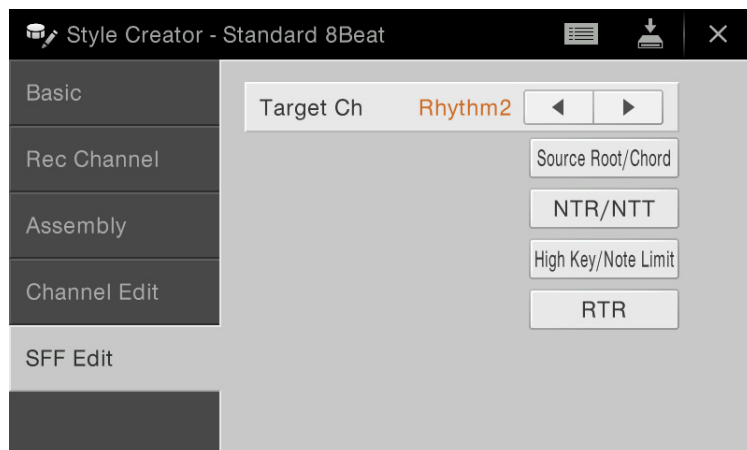 Style Creator - Standard 8Beat
Basic
Rec Channel
Assembly
Channel Edit
SFF Edit
Target Ch Rhythm2
Source Root/Chord
NTR/NTT
High Key/Note Limit
RTR